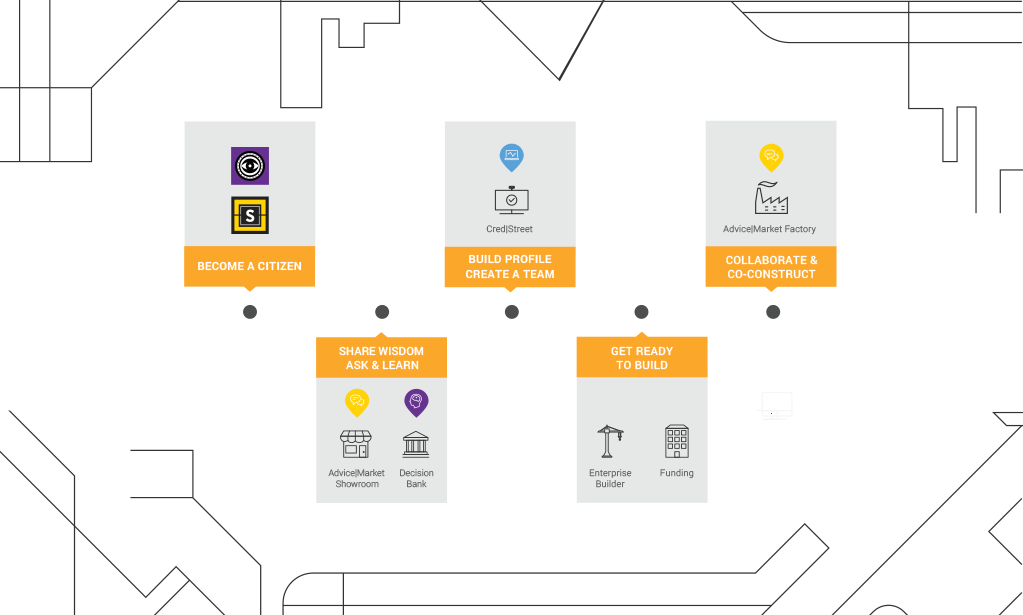 S
BECOME A CITIZEN
SHARE WISDOM
ASK & LEARN
Advice|Market
Showroom
Decision
Bank
Cred|Street
BUILD PROFILE
CREATE A TEAM
GET READY
TO BUILD
Enterprise
Builder
Funding
Advice|Market Factory
COLLABORATE &
CO-CONSTRUCT